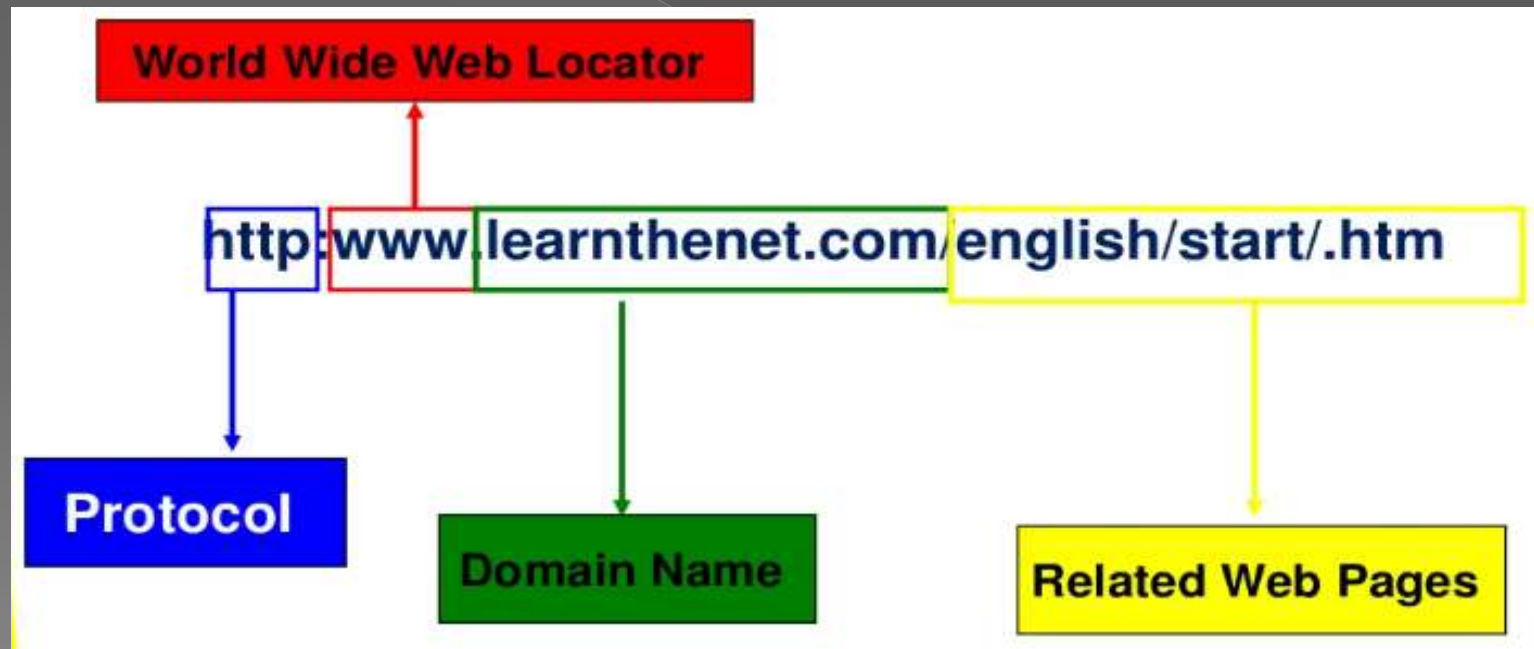 World Wide Web Locator
http:www.learnthenet.com/english/start/.htm
Protocol
Domain Name
Related Web Pages